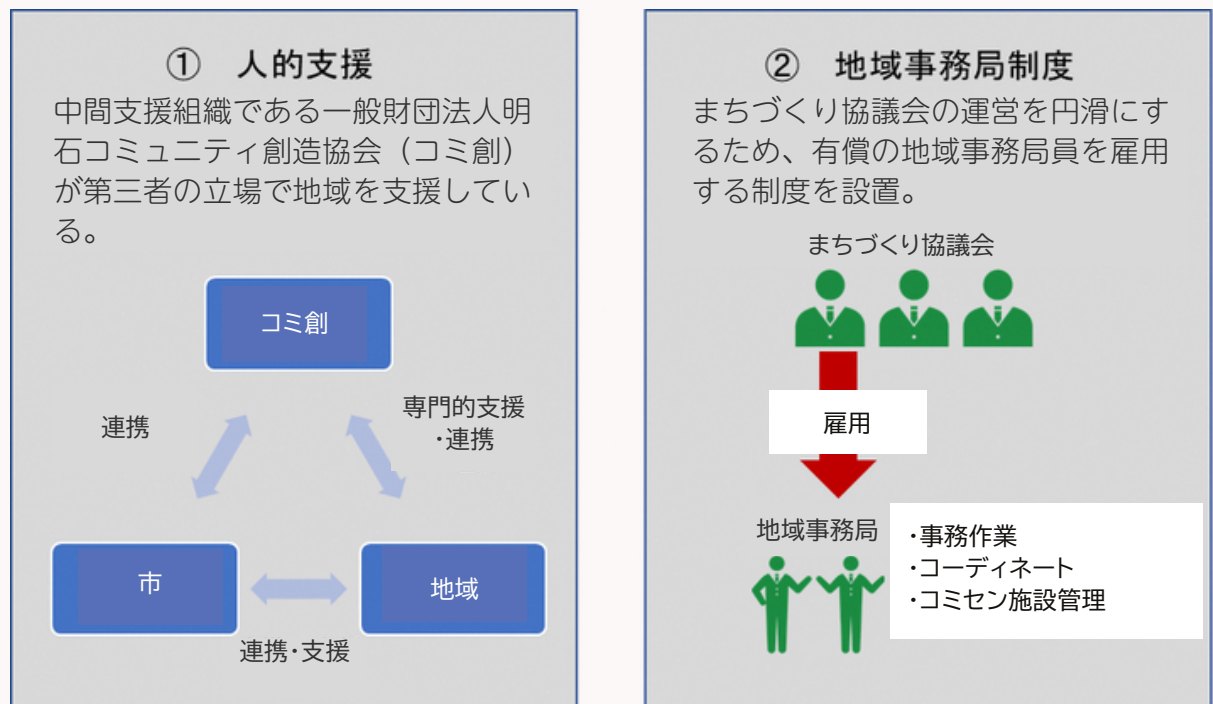 ① 人的支援
中間支援組織である一般財団法人明
石コミュニティ創造協会（コミ創）
が第三者の立場で地域を支援してい
る。
コミ創
連携
専門的支援
・連携
市
地域
連携・支援
② 地域事務局制度
まちづくり協議会の運営を円滑にす
るため、有償の地域事務局員を雇用
する制度を設置。
まちづくり協議会
雇用
地域事務局
・事務作業
・コーディネート
・コミセン施設管理